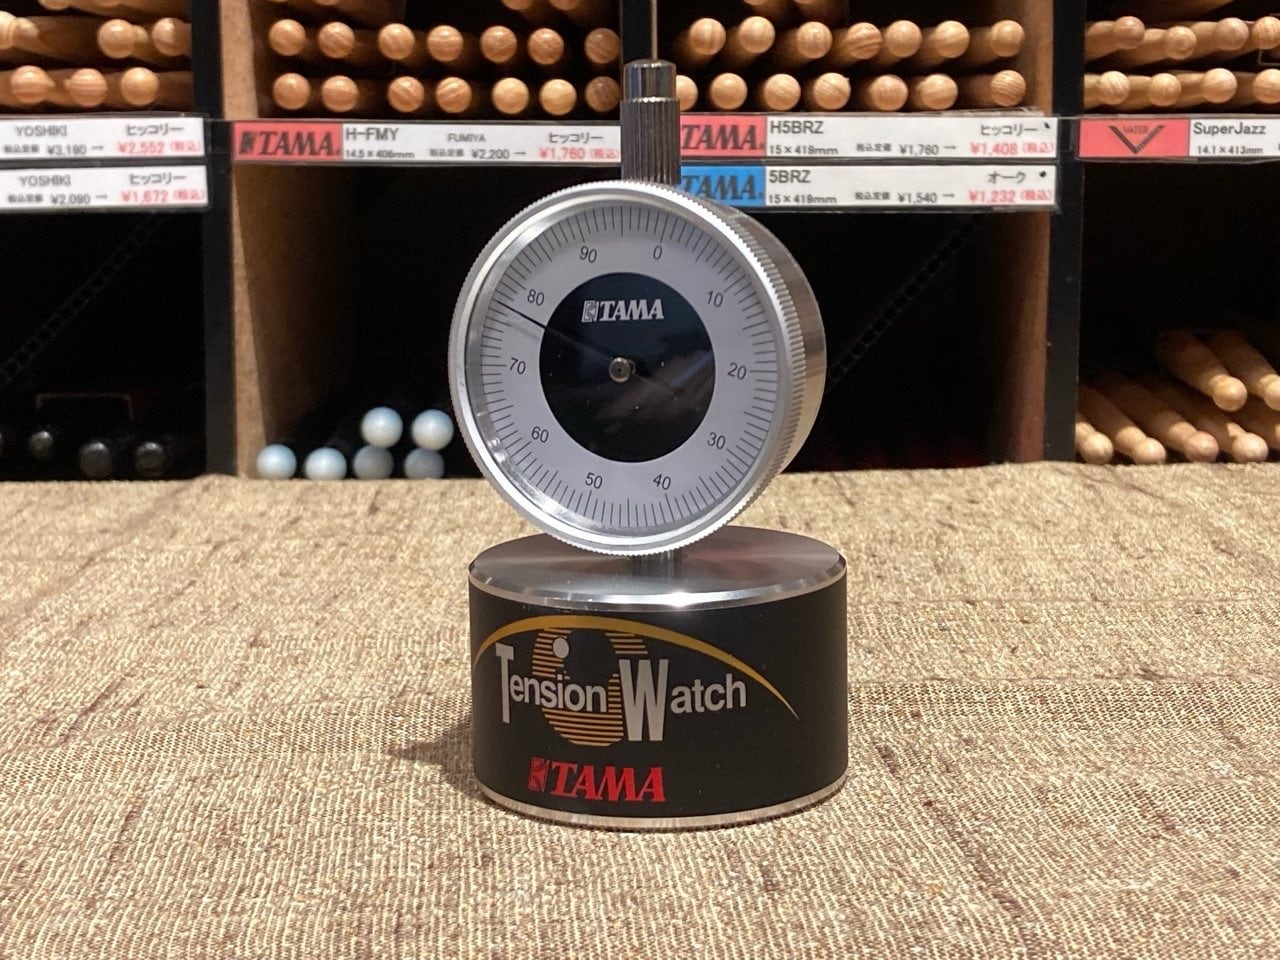 YOSHIKI ヒッコリー
税込定価 ¥3,190 → ¥2,552 (税込)
YOSHIKI ヒッコリー
税込定価 ¥2,090 → ¥1,672 (税込)
TAMA H-FMY FUMIYA ヒッコリー
14.5×406mm 税込定価 ¥2,200 → ¥1,760 (税込)
TAMA H5BRZ ヒッコリー
15×419mm 税込定価 ¥1,760 → ¥1,408 (税込)
TAMA 5BRZ オーク
15×419mm 税込定価 ¥1,540 → ¥1,232 (税込)
VATER SuperJazz
14.1×413mm
90 0
80 10
70 20
60 30
50 40
TAMA
Tension Watch
TAMA